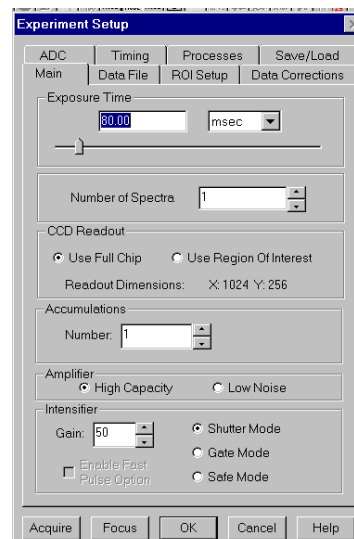 Experiment Setup
ADC Timing Processes Save/Load
Main Data File ROI Setup Data Corrections
Exposure Time
80.00 msec
Number of Spectra 1
CCD Readout
Use Full Chip Use Region Of Interest
Readout Dimensions: X: 1024 Y: 256
Accumulations
Number: 1
Amplifier
High Capacity Low Noise
Intensifier
Gain: 50 Shutter Mode
Gate Mode
Enable Fast
Pulse Option Safe Mode
Acquire Focus OK Cancel Help